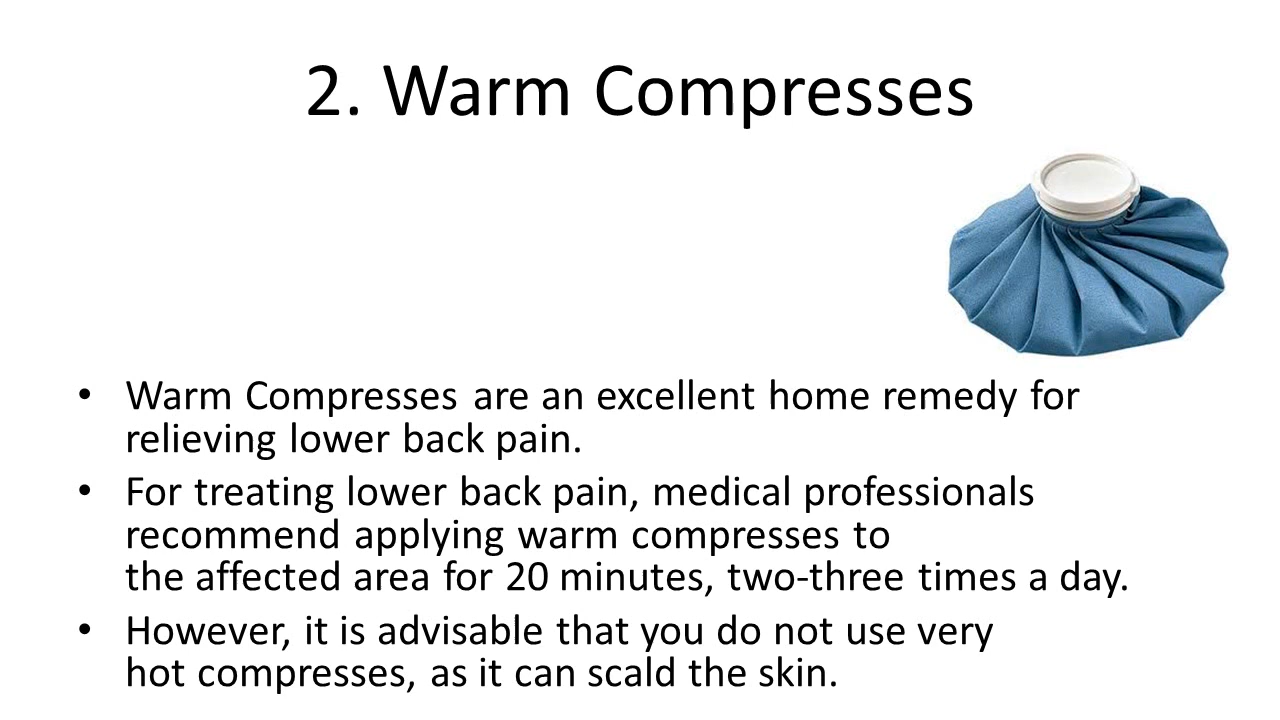 2. Warm Compresses
• Warm Compresses are an excellent home remedy for
relieving lower back pain.
• For treating lower back pain, medical professionals
recommend applying warm compresses to
the affected area for 20 minutes, two-three times a day.
• However, it is advisable that you do not use very
hot compresses, as it can scald the skin.